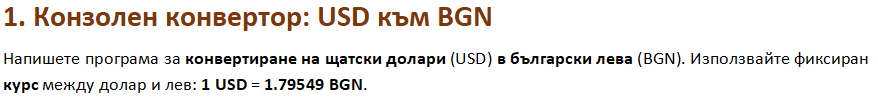 1. Конзолен конвертор: USD към BGN
Напишете програма за конвертиране на щатски долари (USD) в български лева (BGN). Използвайте фиксиран
курс между долар и лев: 1 USD = 1.79549 BGN.